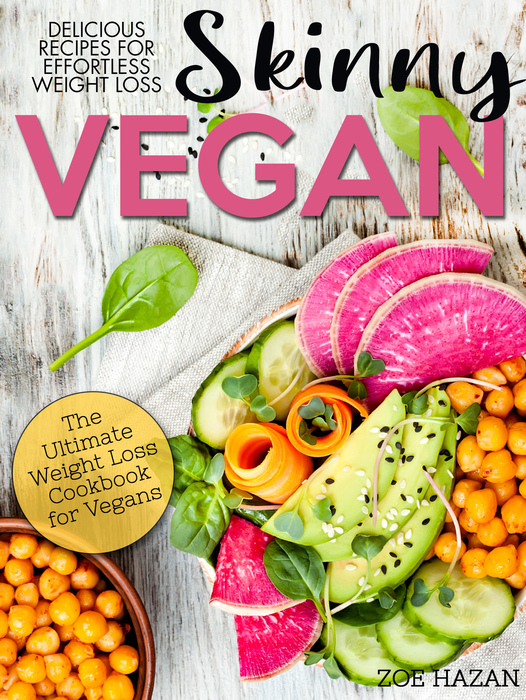 DELICIOUS
RECIPES FOR
EFFORTLESS
WEIGHT LOSS
Skinny
VEGAN
The
Ultimate
Weight Loss
Cookbook
for Vegans
ZOE HAZAN